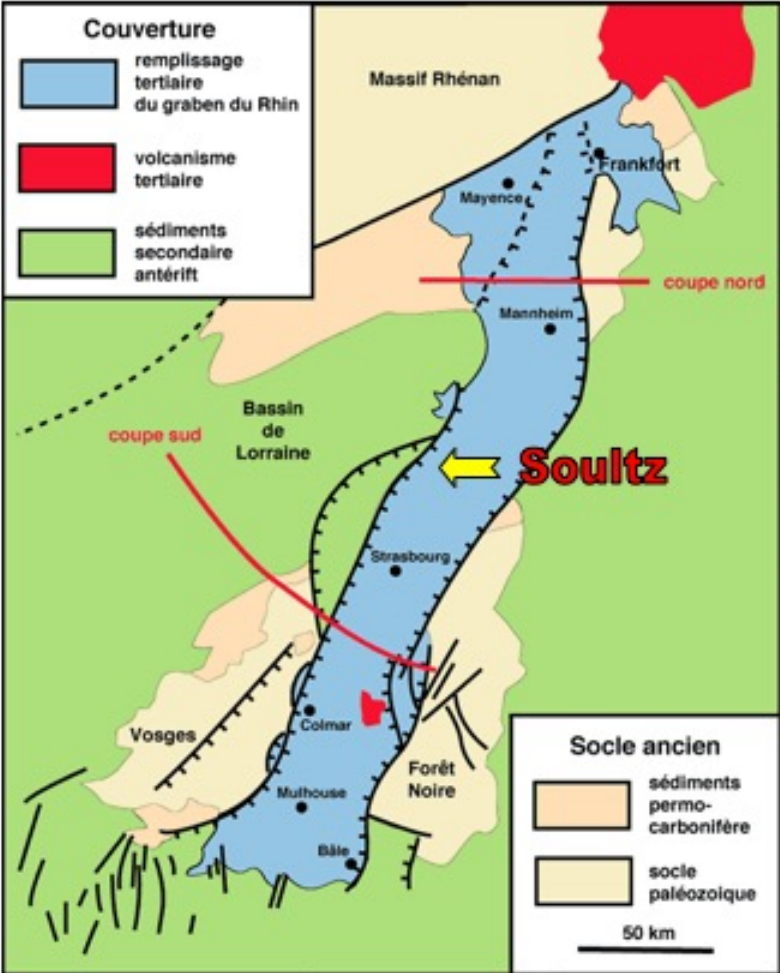 Couverture
remplissage
tertiaire
du graben du Rhin
volcanisme
tertiaire
sédiments
secondaire
antérift
Massif Rhénan
Frankfort
Mayence
coupe nord
Mannheim
Bassin
de
Lorraine
coupe sud
Soultz
Strasbourg
Vosges
Colmar
Forêt
Noire
Mulhouse
Bâle
Socle ancien
sédiments
permo-
carbonifère
socle
paléozoique
50 km